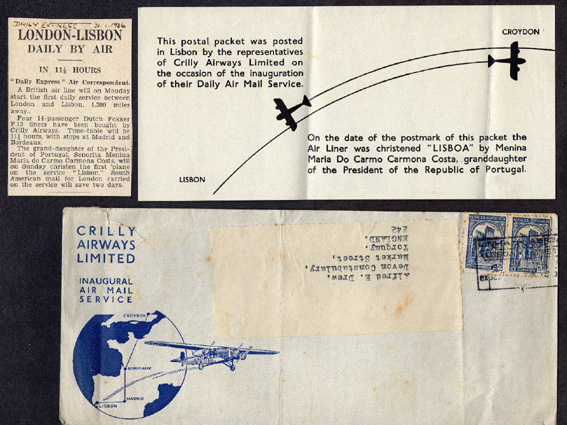 DAILY EXPRESS
LONDON-LISBON
DAILY BY AIR
IN 11½ HOURS
"Daily Express" Air Correspondent.
A British air line will on Monday
start the first daily service between
London and Lisbon, 1,200 miles
away.
Four 14-passenger Dutch Fokker
F12 liners have been bought by
Crilly Airways. Time-table will be
11½ hours, with stops at Madrid and
Bordeaux.
The grand-daughter of the Presi-
dent of Portugal, Senorita Menina
Maria do Carmo Carmona Costa, will
on Sunday christen the first 'plane
on the service "Lisbon." South
American mail for London carried
on the service will save two days.
This postal packet was posted
in Lisbon by the representatives
of Crilly Airways Limited on
the occasion of the inauguration
of their Daily Air Mail Service.
CROYDON
LISBON
On the date of the postmark of this packet the
Air Liner was christened "LISBOA" by Menina
Maria Do Carmo Carmona Costa, granddaughter
of the President of the Republic of Portugal.
CRILLY
AIRWAYS
LIMITED
INAUGURAL
AIR MAIL
SERVICE
CROYDON
BORDEAUX
LISBON
MADRID
Alfred E. Drew,
Devon Constabulary,
Market Street,
Torquay.
ENGLAND.
242